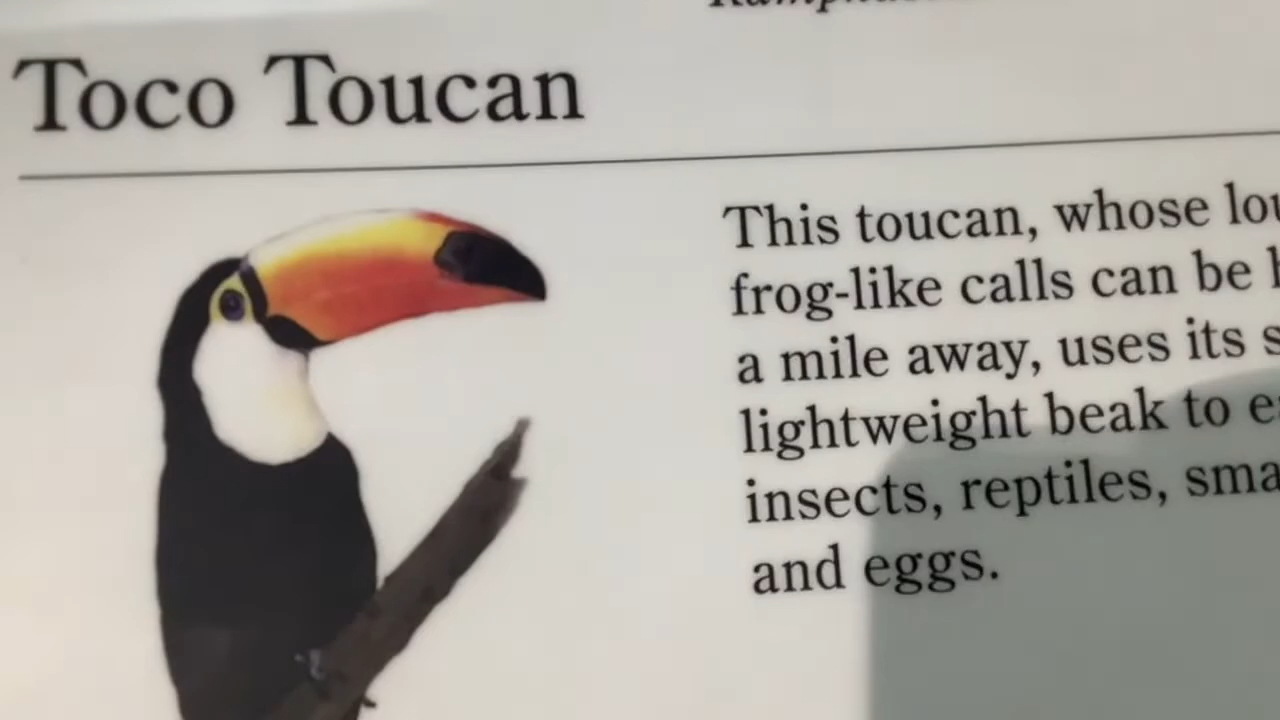 Toco Toucan
This toucan, whose
frog-like calls can be
a mile away, uses its
lightweight beak to
insects, reptiles,
and eggs.